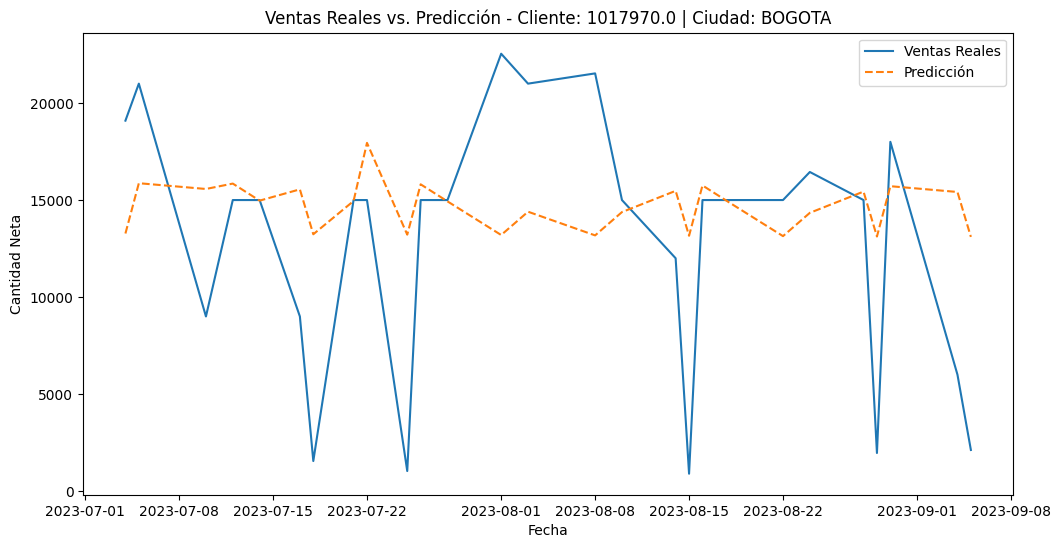 Ventas Reales vs. Predicción - Cliente: 1017970.0 | Ciudad: BOGOTA
Ventas Reales
Predicción
Cantidad Neta
20000
15000
10000
5000
0
2023-07-01 2023-07-08 2023-07-15 2023-07-22 2023-08-01 2023-08-08 2023-08-15 2023-08-22 2023-09-01 2023-09-08
Fecha